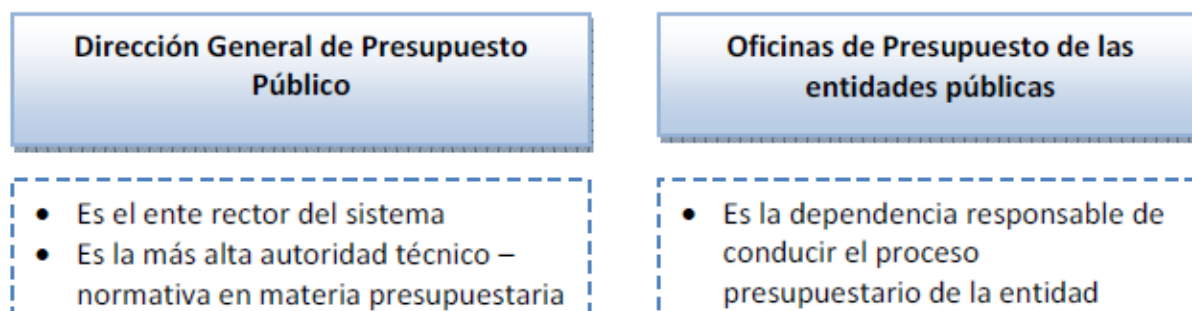 Dirección General de Presupuesto
Público
• Es el ente rector del sistema
• Es la más alta autoridad técnico –
normativa en materia presupuestaria
Oficinas de Presupuesto de las
entidades públicas
• Es la dependencia responsable de
conducir el proceso
presupuestario de la entidad